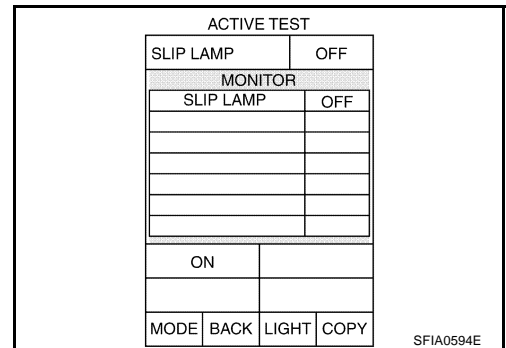 ACTIVE TEST
SLIP LAMP OFF
MONITOR
SLIP LAMP OFF
ON
MODE BACK LIGHT COPY
SFIA0594E